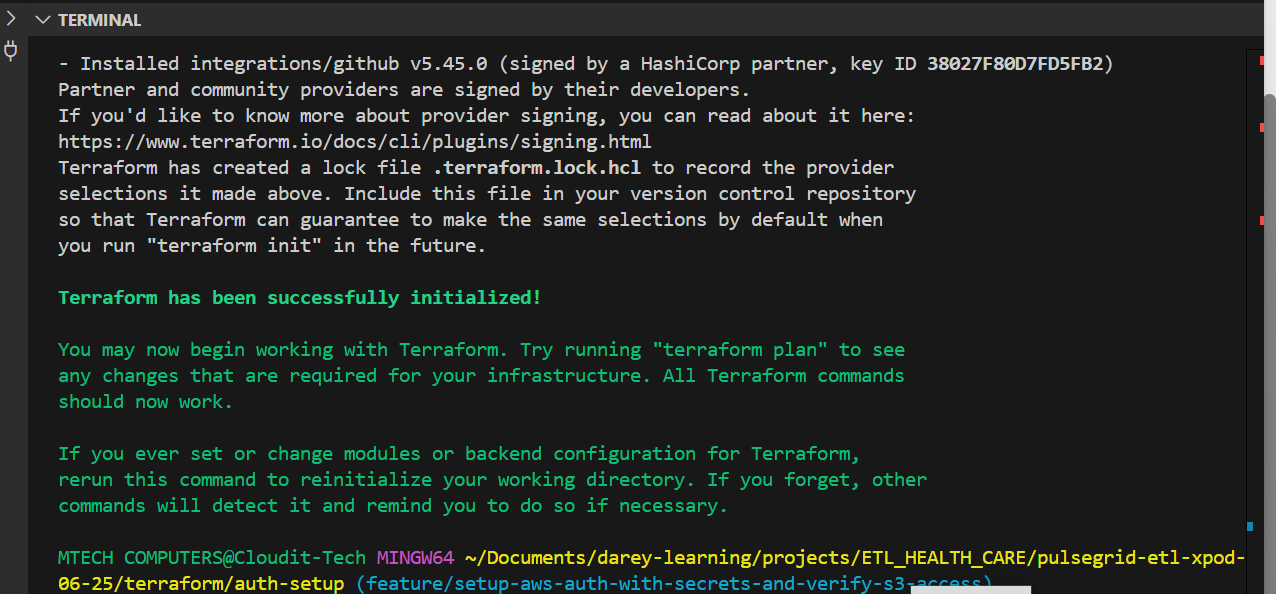 TERMINAL
- Installed integrations/github v5.45.0 (signed by a HashiCorp partner, key ID 38027F80D7FD5FB2)
Partner and community providers are signed by their developers.
If you'd like to know more about provider signing, you can read about it here:
https://www.terraform.io/docs/cli/plugins/signing.html
Terraform has created a lock file .terraform.lock.hcl to record the provider
selections it made above. Include this file in your version control repository
so that Terraform can guarantee to make the same selections by default when
you run "terraform init" in the future.
Terraform has been successfully initialized!
You may now begin working with Terraform. Try running "terraform plan" to see
any changes that are required for your infrastructure. All Terraform commands
should now work.
If you ever set or change modules or backend configuration for Terraform,
rerun this command to reinitialize your working directory. If you forget, other
commands will detect it and remind you to do so if necessary.
MTECH COMPUTERS@Cloudit-Tech MINGW64 ~/Documents/darey-learning/projects/ETL_HEALTH_CARE/pulsegrid-etl-xpod-
06-25/terraform/auth-setup (feature/setup-aws-auth-with-secrets-and-verify-s3-access)